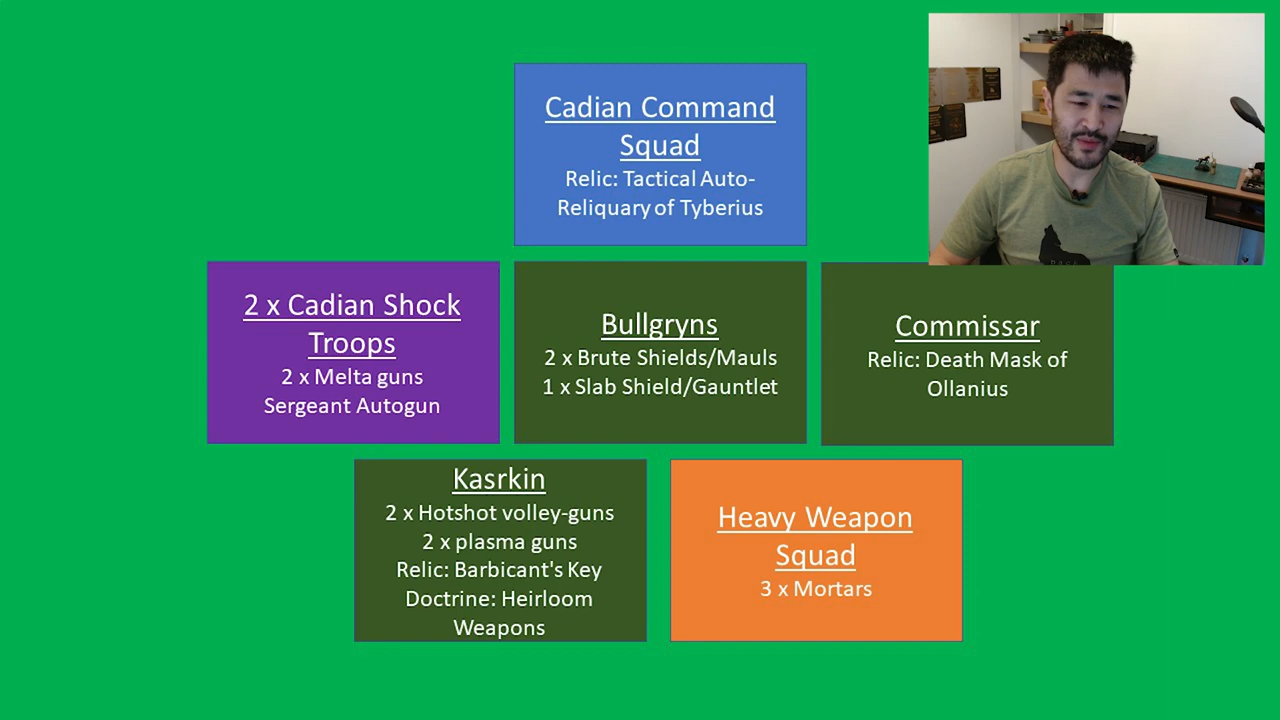 Cadian Command
Squad
Relic: Tactical Auto-
Reliquary of Tyberius
2 x Cadian Shock
Troops
2 x Melta guns
Sergeant Autogun
Bullgryns
2 x Brute Shields/Mauls
1 x Slab Shield/Gauntlet
Commissar
Relic: Death Mask of
Ollanius
Kasrkin
2 x Hotshot volley-guns
2 x plasma guns
Relic: Barbicant's Key
Doctrine: Heirloom
Weapons
Heavy Weapon
Squad
3 x Mortars